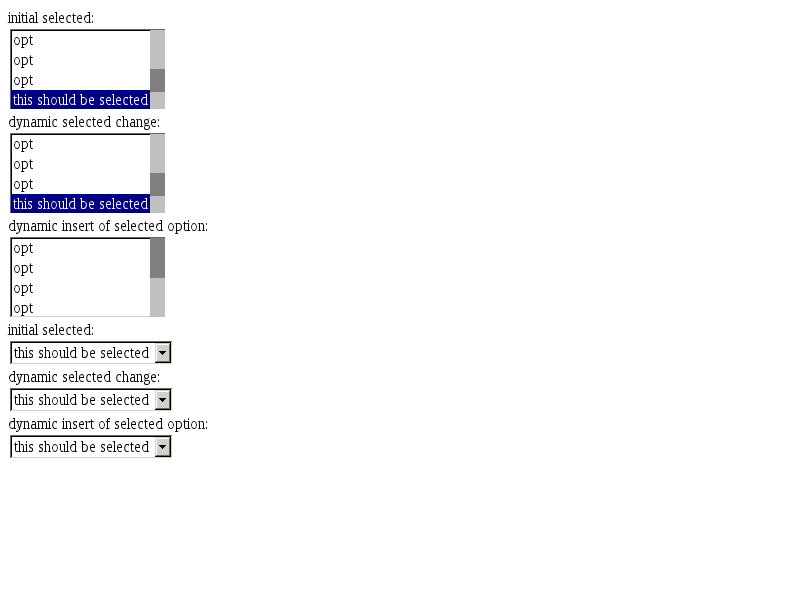 initial selected:
opt
opt
opt
this should be selected
dynamic selected change:
opt
opt
opt
this should be selected
dynamic insert of selected option:
opt
opt
opt
opt
initial selected:
this should be selected
dynamic selected change:
this should be selected
dynamic insert of selected option:
this should be selected